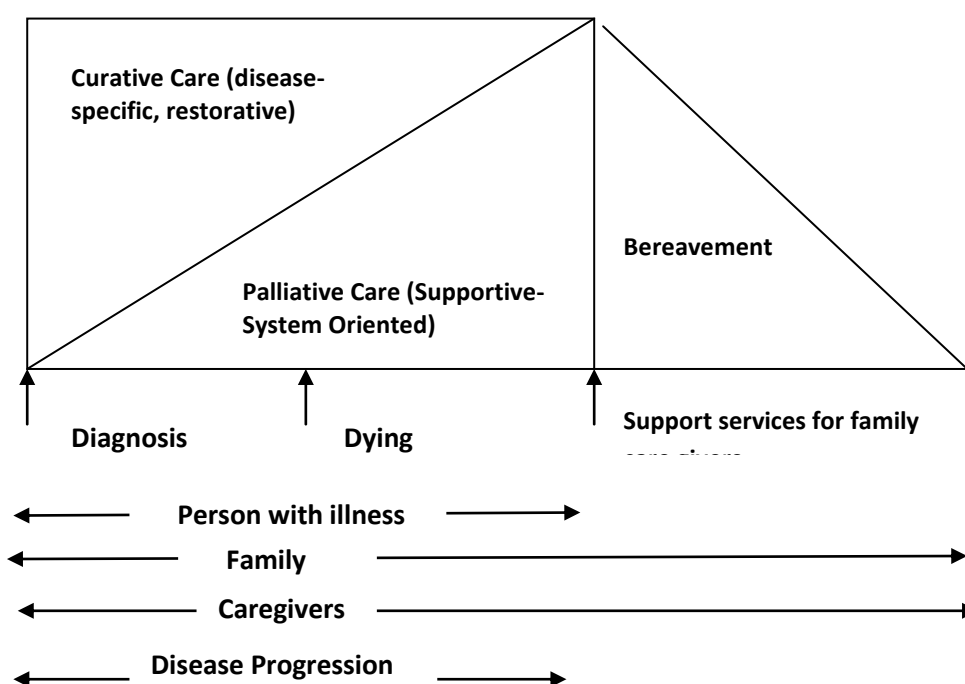 Curative Care (disease-
specific, restorative)
Bereavement
Palliative Care (Supportive-
System Oriented)
Diagnosis
Dying
Support services for family
Person with illness
Family
Caregivers
Disease Progression